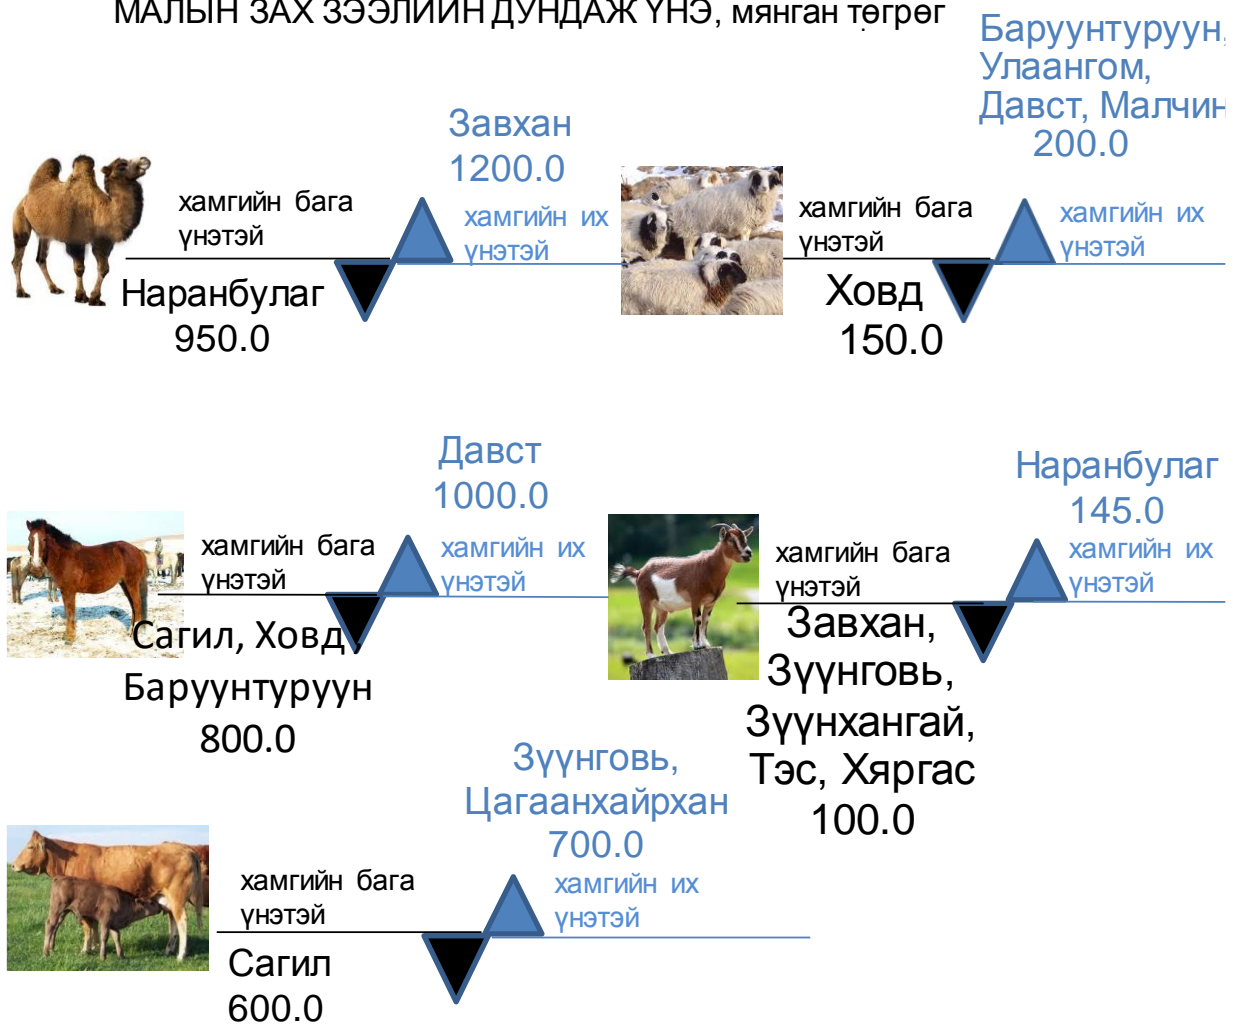 МАЛЫН ЗАХ ЗЭЭЛИЙН ДУНДАЖ ҮНЭ, мянган төгрөг
Завхан
1200.0
хамгийн бага
үнэтэй
хамгийн их
үнэтэй
Наранбулаг
950.0
Баруунтуруун,
Улаангом,
Давст, Малчин
200.0
хамгийн бага
үнэтэй
хамгийн их
үнэтэй
Ховд
150.0
Давст
1000.0
хамгийн бага
үнэтэй
хамгийн их
үнэтэй
Сагил, Ховд,
Баруунтуруун
800.0
Наранбулаг
145.0
хамгийн бага
үнэтэй
хамгийн их
үнэтэй
Завхан,
Зүүнговь,
Зүүнхангай,
Тэс, Хяргас
100.0
Зүүнговь,
Цагаанхайрхан
700.0
хамгийн бага
үнэтэй
хамгийн их
үнэтэй
Сагил
600.0